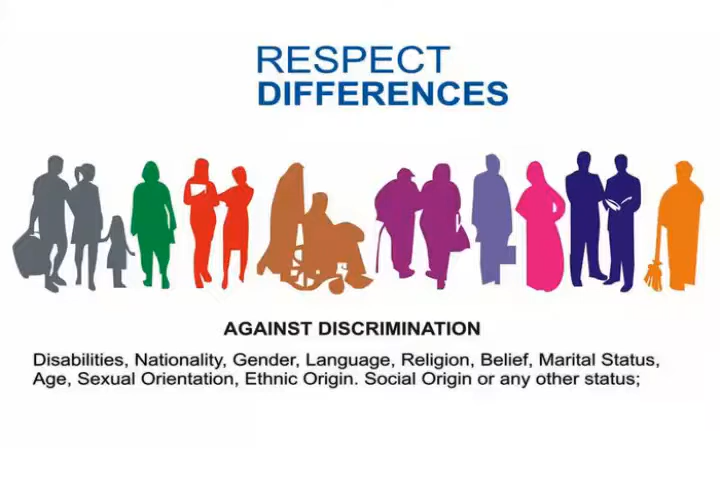 RESPECT
DIFFERENCES
AGAINST DISCRIMINATION
Disabilities, Nationality, Gender, Language, Religion, Belief, Marital Status,
Age, Sexual Orientation, Ethnic Origin. Social Origin or any other status;